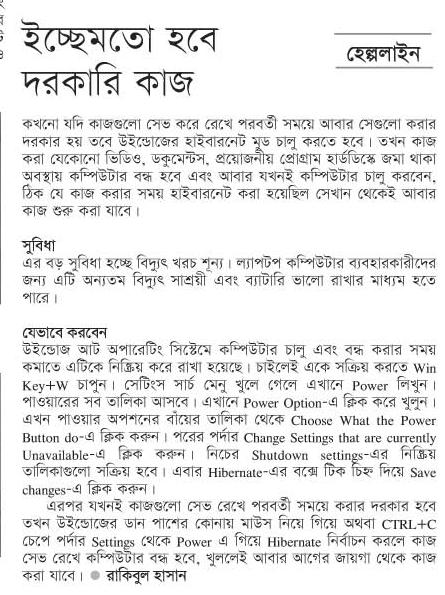 ইচ্ছেমতো হবে
দরকারি কাজ
হেল্পলাইন
কখনো যদি কাজগুলো সেভ করে রেখে পরবর্তী সময়ে আবার সেগুলো করার
দরকার হয় তবে উইন্ডোজের হাইবারনেট মুড চালু করতে হবে। তখন কাজ
করা যেকোনো ভিডিও, ডকুমেন্টস, প্রয়োজনীয় প্রোগ্রাম হার্ডডিস্কে জমা থাকা
অবস্থায় কম্পিউটার বন্ধ হবে এবং আবার যখনই কম্পিউটার চালু করবেন,
ঠিক যে কাজ করার সময় হাইবারনেট করা হয়েছিল সেখান থেকেই আবার
কাজ শুরু করা যাবে।
সুবিধা
এর বড় সুবিধা হচ্ছে বিদ্যুৎ খরচ শূন্য। ল্যাপটপ কম্পিউটার ব্যবহারকারীদের
জন্য এটি অন্যতম বিদ্যুৎ সাশ্রয়ী এবং ব্যাটারি ভালো রাখার মাধ্যম হতে
পারে।
যেভাবে করবেন
উইন্ডোজ আট অপারেটিং সিস্টেমে কম্পিউটার চালু এবং বন্ধ করার সময়
কমাতে এটিকে নিষ্ক্রিয় করে রাখা হয়েছে। চাইলেই একে সক্রিয় করতে Win
Key+W চাপুন। সেটিংস সার্চ মেনু খুলে গেলে এখানে Power লিখুন।
পাওয়ারের সব তালিকা আসবে। এখানে Power Option-এ ক্লিক করে খুলুন।
এখন পাওয়ার অপশনের বাঁয়ের তালিকা থেকে Choose What the Power
Button do-এ ক্লিক করুন। পরের পর্দার Change Settings that are currently
Unavailable-এ ক্লিক করুন। নিচের Shutdown settings-এর নিষ্ক্রিয়
তালিকাগুলো সক্রিয় হবে। এবার Hibernate-এর বক্সে টিক চিহ্ন দিয়ে Save
changes-এ ক্লিক করুন।
এরপর যখনই কাজগুলো সেভ রেখে পরবর্তী সময়ে করার দরকার হবে
তখন উইন্ডোজের ডান পাশের কোনায় মাউস নিয়ে গিয়ে অথবা CTRL+C
চেপে পর্দার Settings থেকে Power এ গিয়ে Hibernate নির্বাচন করলে কাজ
সেভ রেখে কম্পিউটার বন্ধ হবে, খুললেই আবার আগের জায়গা থেকে কাজ
করা যাবে। ● রাকিবুল হাসান